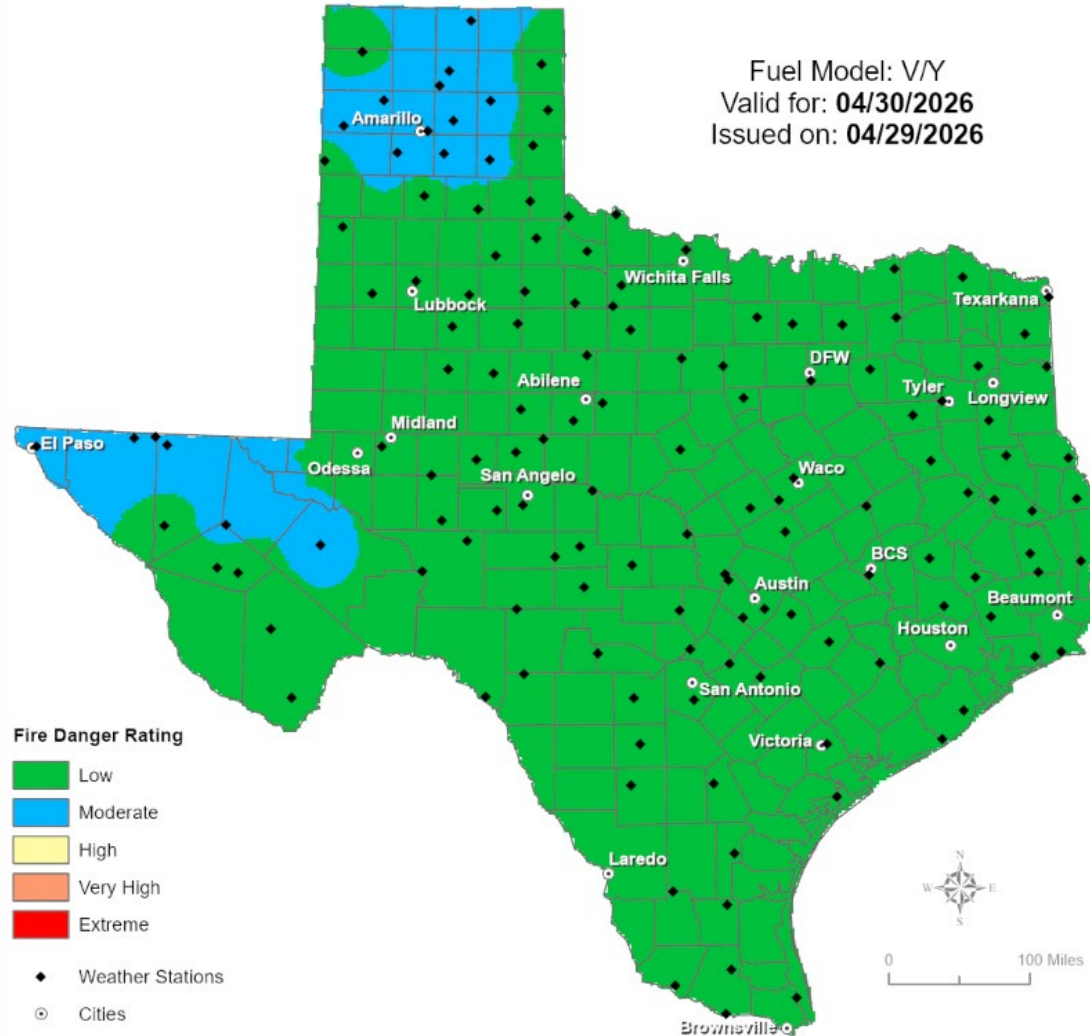 Fuel Model: V/Y
Valid for: 04/30/2026
Issued on: 04/29/2026
Amarillo
Wichita Falls
Lubbock
Texarkana
DFW
Abilene
Tyler
Longview
Midland
El Paso
Odessa
San Angelo
Waco
BCS
Austin
Beaumont
Houston
San Antonio
Victoria
Laredo
Brownsville
Fire Danger Rating
Low
Moderate
High
Very High
Extreme
Weather Stations
Cities
N
W E
S
0 100 Miles